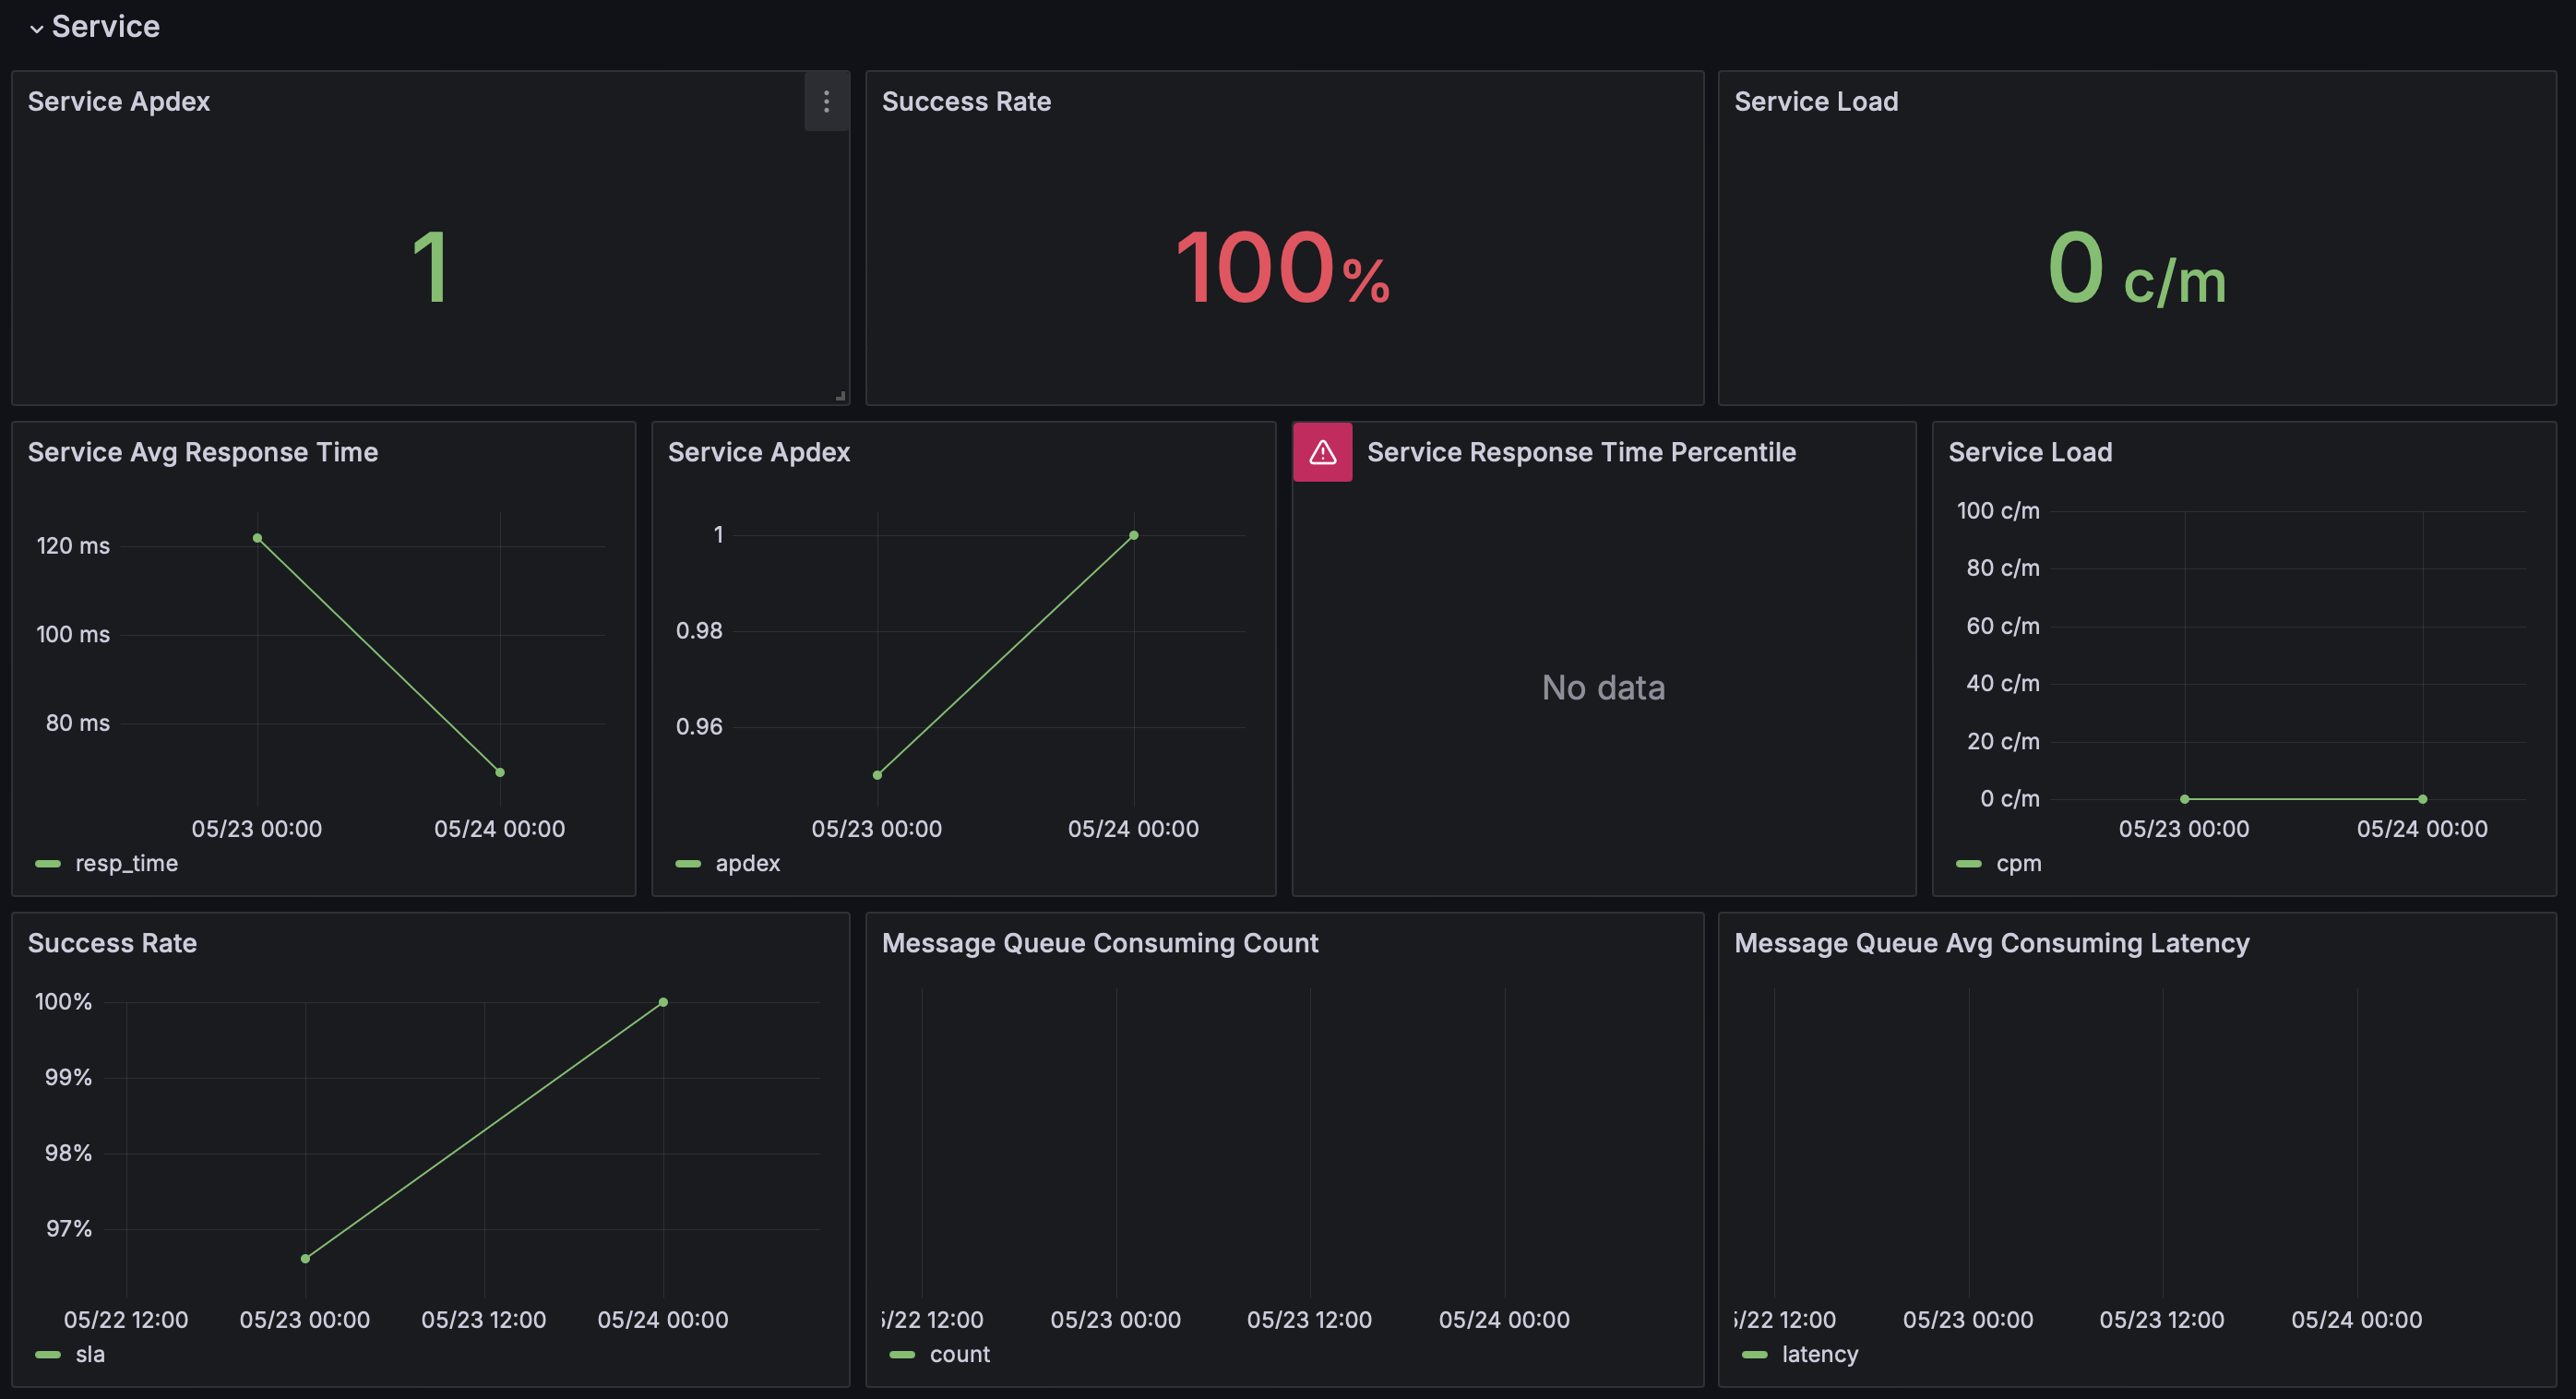 Service
Service Apdex
1
Success Rate
100%
Service Load
0 c/m
Service Avg Response Time
120 ms
100 ms
80 ms
05/23 00:00 05/24 00:00
resp_time
Service Apdex
1
0.98
0.96
05/23 00:00 05/24 00:00
apdex
Service Response Time Percentile
No data
Service Load
100 c/m
80 c/m
60 c/m
40 c/m
20 c/m
0 c/m
05/23 00:00 05/24 00:00
cpm
Success Rate
100%
99%
98%
97%
05/22 12:00 05/23 00:00 05/23 12:00 05/24 00:00
sla
Message Queue Consuming Count
/22 12:00 05/23 00:00 05/23 12:00 05/24 00:00
count
Message Queue Avg Consuming Latency
/22 12:00 05/23 00:00 05/23 12:00 05/24 00:00
latency